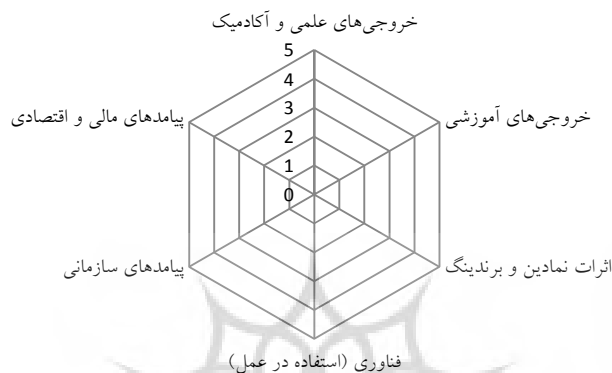 خروجی‌های علمی و آکادمیک
5
4
خروجی‌های آموزشی
پیامدهای مالی و اقتصادی
3
2
1
0
اثرات نمادین و برندینگ
پیامدهای سازمانی
فناوری (استفاده در عمل)